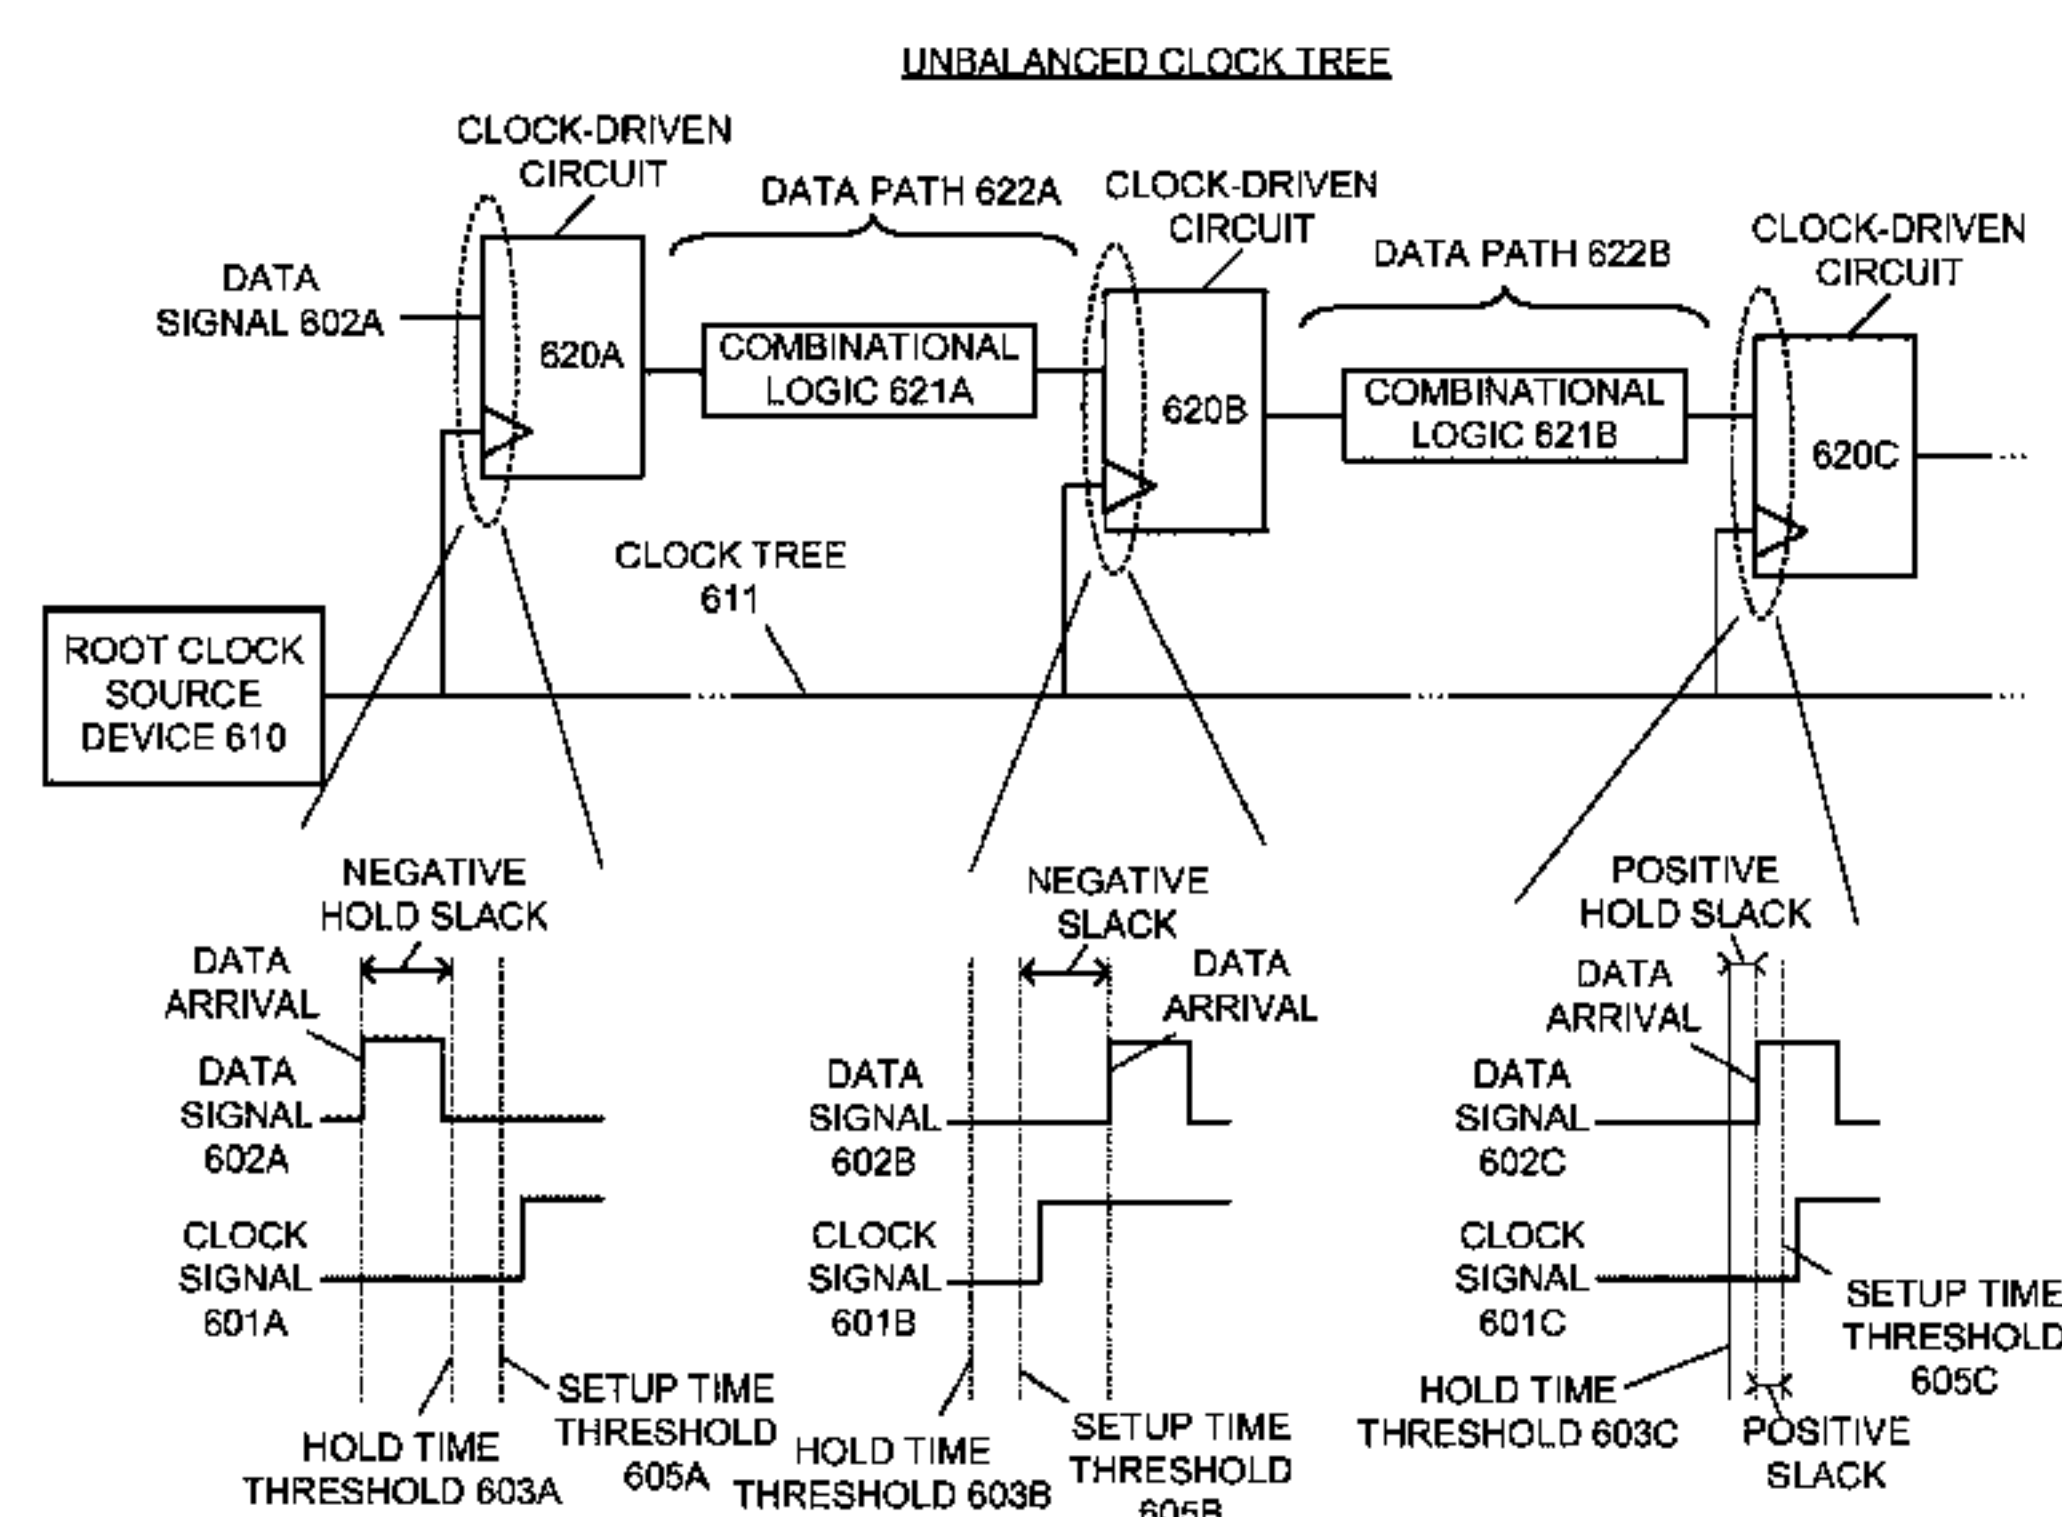 UNBALANCED CLOCK TREE
CLOCK-DRIVEN
CIRCUIT
DATA PATH 622A
CLOCK-DRIVEN
CIRCUIT
DATA PATH 622B
CLOCK-DRIVEN
CIRCUIT
DATA
SIGNAL 602A
620A
COMBINATIONAL
LOGIC 621A
620B
COMBINATIONAL
LOGIC 621B
620C
...
CLOCK TREE
611
ROOT CLOCK
SOURCE
DEVICE 610
...
...
...
NEGATIVE
HOLD SLACK
DATA
ARRIVAL
DATA
SIGNAL
602A
CLOCK
SIGNAL
601A
HOLD TIME
THRESHOLD 603A
SETUP TIME
THRESHOLD
605A
NEGATIVE
SLACK
DATA
ARRIVAL
DATA
SIGNAL
602B
CLOCK
SIGNAL
601B
HOLD TIME
THRESHOLD 603B
SETUP TIME
THRESHOLD
605B
POSITIVE
HOLD SLACK
DATA
ARRIVAL
DATA
SIGNAL
602C
CLOCK
SIGNAL
601C
SETUP TIME
THRESHOLD
605C
HOLD TIME
THRESHOLD 603C
POSITIVE
SLACK